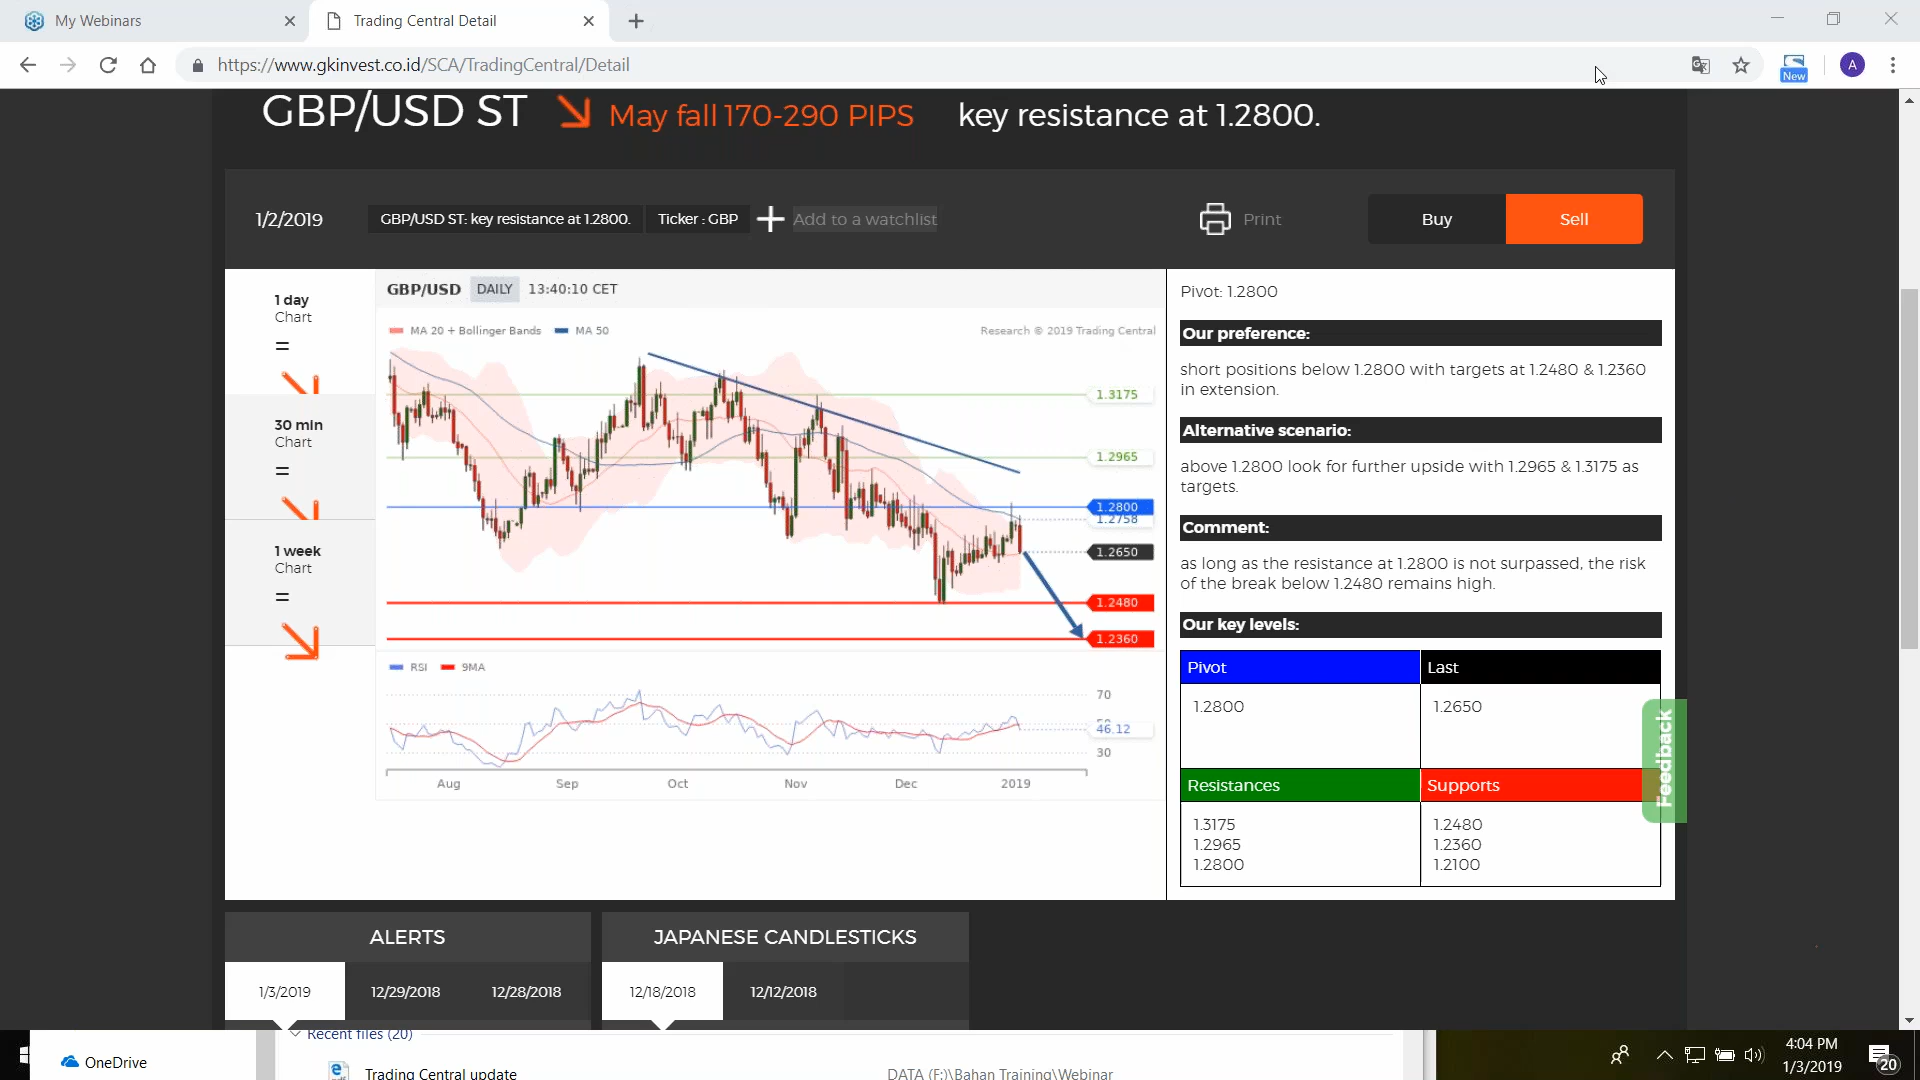 My Webinars
Trading Central Detail
https://www.gkinvest.co.id/SCA/TradingCentral/Detail
New
A
GBP/USD ST
May fall 170-290 PIPS
key resistance at 1.2800.
1/2/2019
GBP/USD ST: key resistance at 1.2800.
Ticker : GBP
Add to a watchlist
Print
Buy
Sell
1 day
Chart
=
30 min
Chart
=
1 week
Chart
=
GBP/USD DAILY 13:40:10 CET
MA 20 + Bollinger Bands MA 50
Research © 2019 Trading Central
1.3175
1.2965
1.2800
1.2758
1.2650
1.2480
1.2360
RSI 9MA
70
46.12
30
Aug Sep Oct Nov Dec 2019
Pivot: 1.2800
Our preference:
short positions below 1.2800 with targets at 1.2480 & 1.2360
in extension.
Alternative scenario:
above 1.2800 look for further upside with 1.2965 & 1.3175 as
targets.
Comment:
as long as the resistance at 1.2800 is not surpassed, the risk
of the break below 1.2480 remains high.
Our key levels:
Pivot Last
1.2800 1.2650
Resistances Supports
1.3175 1.2480
1.2965 1.2360
1.2800 1.2100
Feedback
ALERTS
1/3/2019 12/29/2018 12/28/2018
JAPANESE CANDLESTICKS
12/18/2018 12/12/2018
Recent files (20)
OneDrive
Trading Central update
DATA (F:)\Bahan Training\Webinar
4:04 PM
1/3/2019
20